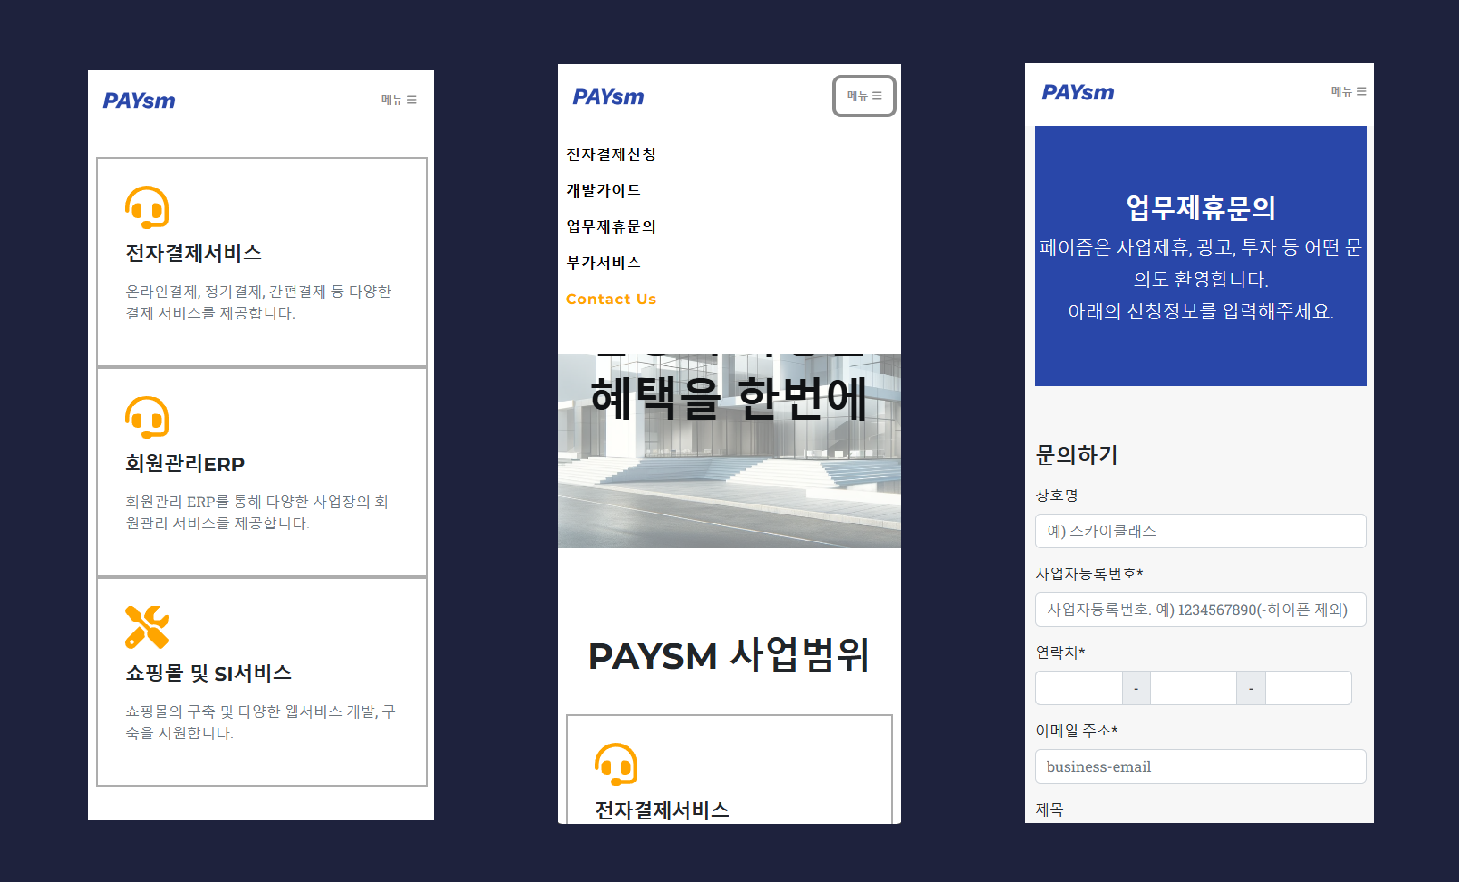 PAYsm
메뉴
전자결제서비스
온라인결제, 정기결제, 간편결제 등 다양한
결제 서비스를 제공합니다.
회원관리ERP
회원관리 ERP를 통해 다양한 사업장의 회
원관리 서비스를 제공합니다.
쇼핑몰 및 SI서비스
쇼핑몰의 구축 및 다양한 웹서비스 개발, 구
축을 지원합니다.
PAYsm
메뉴
전자결제신청
개발가이드
업무제휴문의
부가서비스
Contact Us
혜택을 한번에
PAYSM 사업범위
전자결제서비스
PAYsm
메뉴
업무제휴문의
페이즘은 사업제휴, 광고, 투자 등 어떤 문
의도 환영합니다.
아래의 신청정보를 입력해주세요.
문의하기
상호명
예) 스카이클래스
사업자등록번호*
사업자등록번호. 예) 1234567890(-하이픈 제외)
연락처*
- -
이메일 주소*
business-email
제목